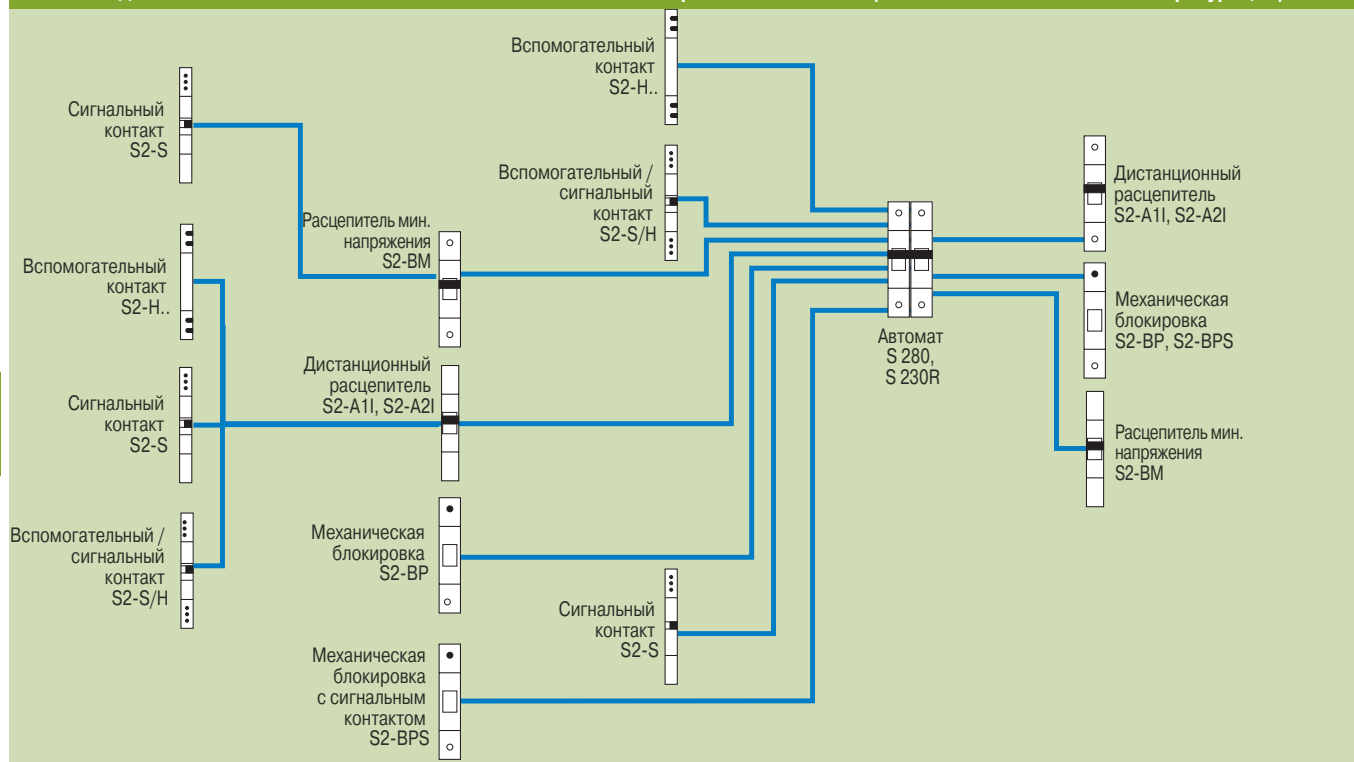 Вспомогательный
контакт
S2-H..
Сигнальный
контакт
S2-S
Вспомогательный /
сигнальный
контакт
S2-S/H
Дистанционный
расцепитель
S2-A1I, S2-A2I
Расцепитель мин.
напряжения
S2-BM
Вспомогательный
контакт
S2-H..
Механическая
блокировка
S2-BP, S2-BPS
Автомат
S 280,
S 230R
Дистанционный
расцепитель
S2-A1I, S2-A2I
Сигнальный
контакт
S2-S
Расцепитель мин.
напряжения
S2-BM
Вспомогательный /
сигнальный
контакт
S2-S/H
Механическая
блокировка
S2-BP
Сигнальный
контакт
S2-S
Механическая
блокировка
с сигнальным
контактом
S2-BPS